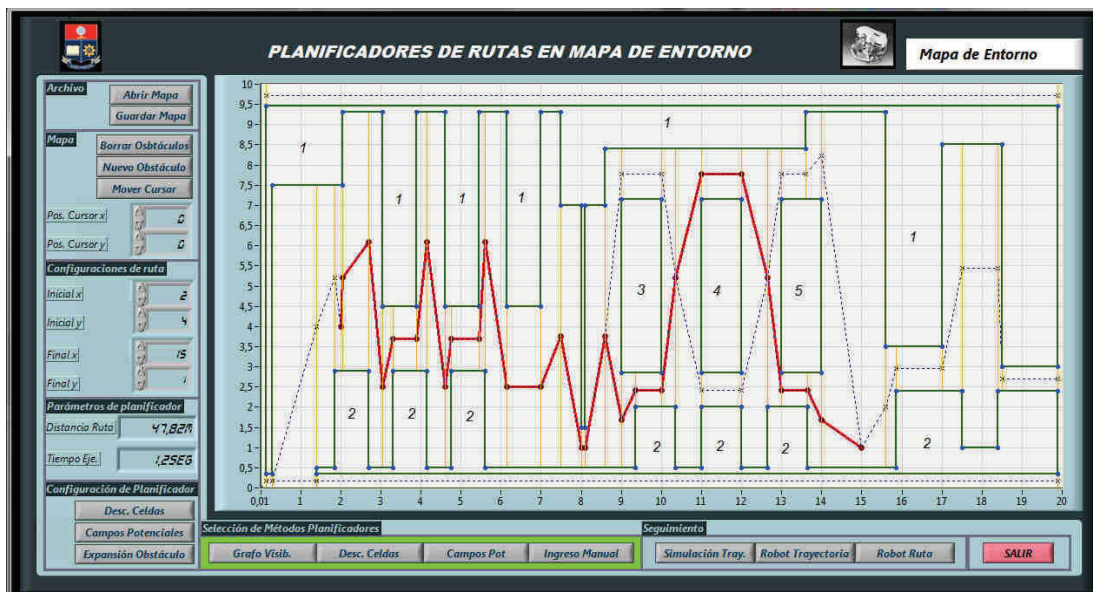 PLANIFICADORES DE RUTAS EN MAPA DE ENTORNO
Mapa de Entorno
Archivo
Abrir Mapa
Guardar Mapa
Mapa
Borrar Osbtáculos
Nuevo Obstáculo
Mover Cursor
Pos. Cursor x
0
Pos. Cursor y
0
Configuraciones de ruta
Inicial x
2
Inicial y
4
Final x
15
Final y
1
Parámetros de planificador
Distancia Ruta
47,82M
Tiempo Eje.
1,25E6
Configuración de Planificador
Desc. Celdas
Campos Potenciales
Expansión Obstáculo
10
9,5
9
8,5
8
7,5
7
6,5
6
5,5
5
4,5
4
3,5
3
2,5
2
1,5
1
0,5
0
0,01 1 2 3 4 5 6 7 8 9 10 11 12 13 14 15 16 17 18 19 20
1
1
1
1
1
1
3 4 5
2 2 2
2 2 2 2
Selección de Métodos Planificadores
Grafo Visib. Desc. Celdas Campos Pot Ingreso Manual
Seguimiento
Simulación Tray. Robot Trayectoria Robot Ruta
SALIR